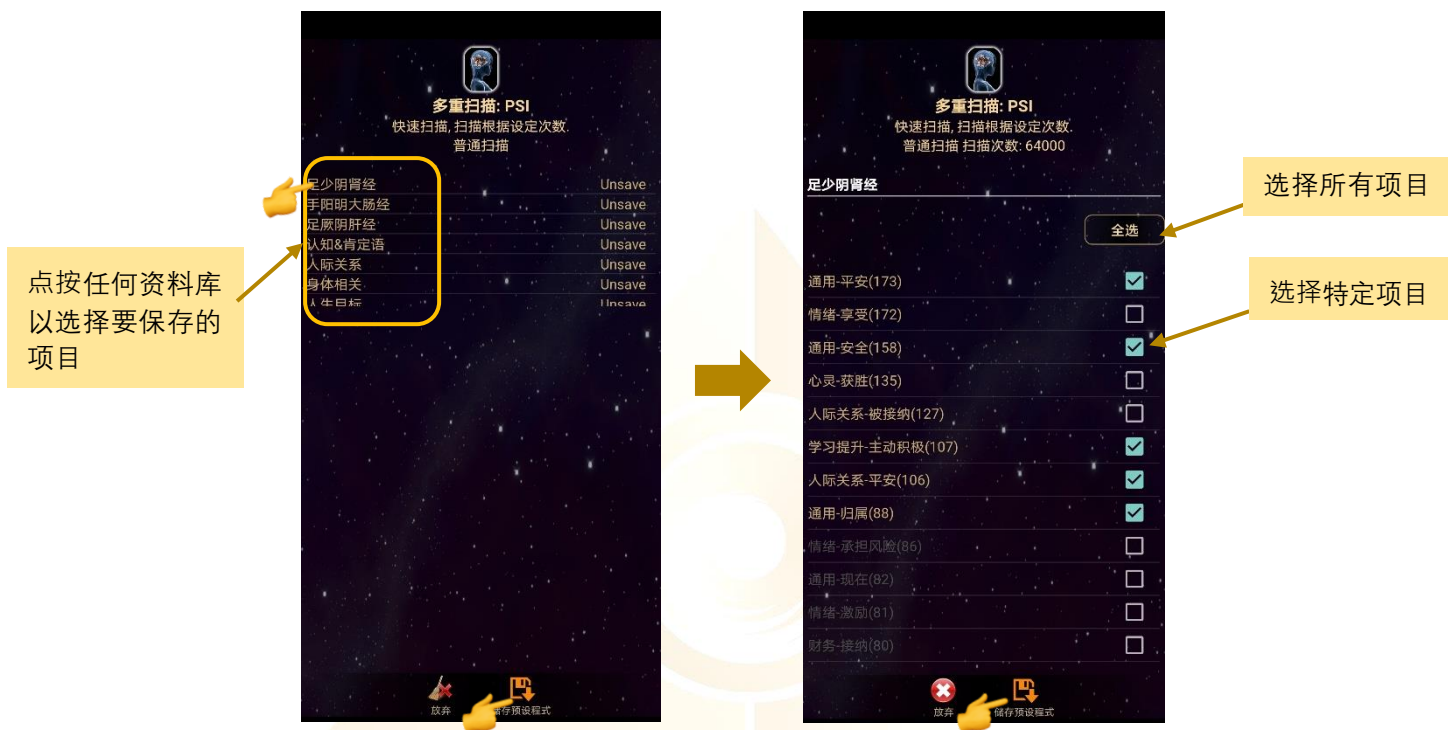 多重扫描: PSI
快速扫描, 扫描根据设定次数.
普通扫描
足少阴肾经 Unsave
手阳明大肠经 Unsave
足厥阴肝经 Unsave
认知&肯定语 Unsave
人际关系 Unsave
身体相关 Unsave
人生目标 Unsave
放弃 储存预设程式
点按任何资料库
以选择要保存的
项目
多重扫描: PSI
快速扫描, 扫描根据设定次数.
普通扫描 扫描次数: 64000
足少阴肾经
全选
通用-平安(173)
情绪-享受(172)
通用-安全(158)
心灵-获胜(135)
人际关系-被接纳(127)
学习提升-主动积极(107)
人际关系-平安(106)
通用-归属(88)
情绪-承担风险(86)
通用-现在(82)
情绪-激励(81)
财务-接纳(80)
放弃 储存预设程式
选择所有项目
选择特定项目